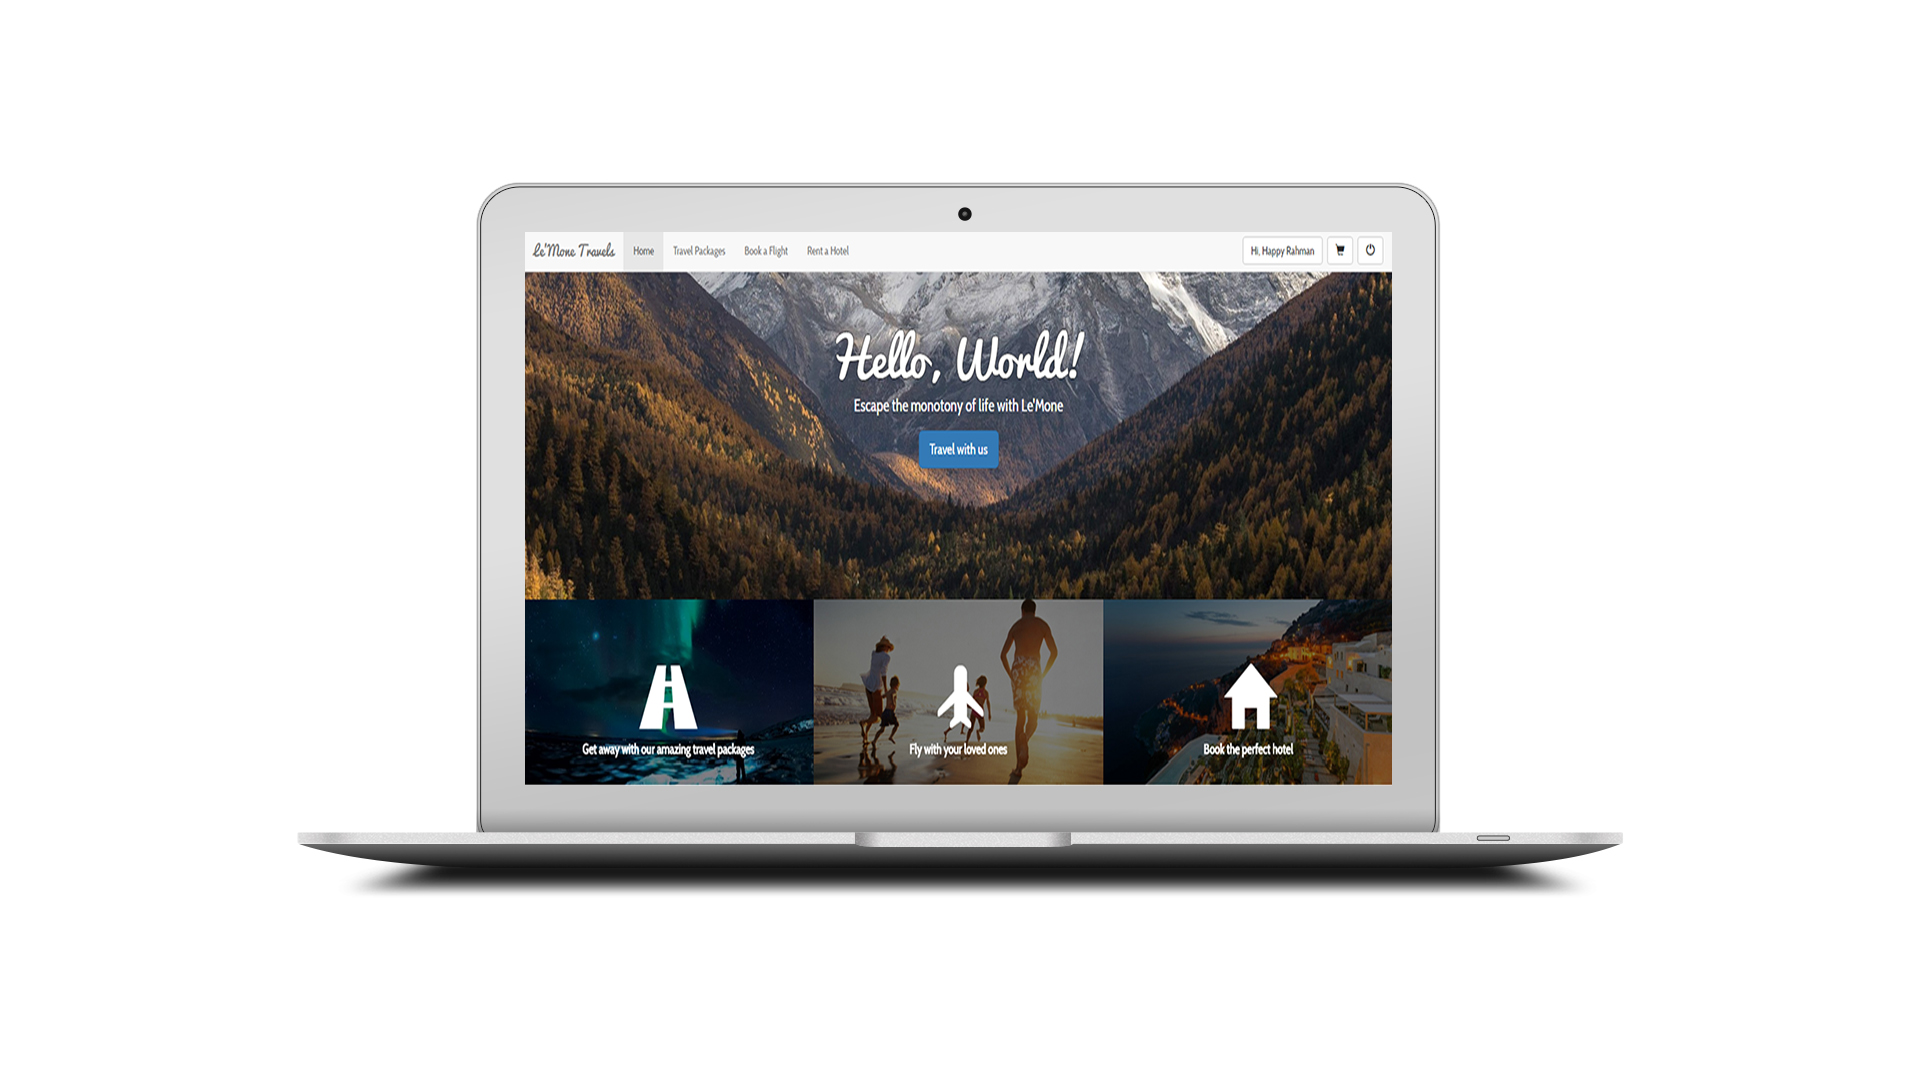 Le'Mone Travels Home Travel Packages Book a Flight Rent a Hotel Hi, Happy Rahman
Hello, World!
Escape the monotony of life with Le'Mone
Travel with us
Get away with our amazing travel packages
Fly with your loved ones
Book the perfect hotel